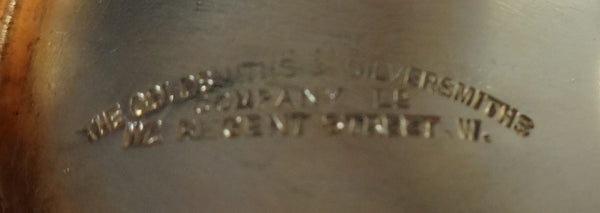 THE GOLDSMITHS & SILVERSMITHS
COMPANY LD
112 REGENT STREET. W.